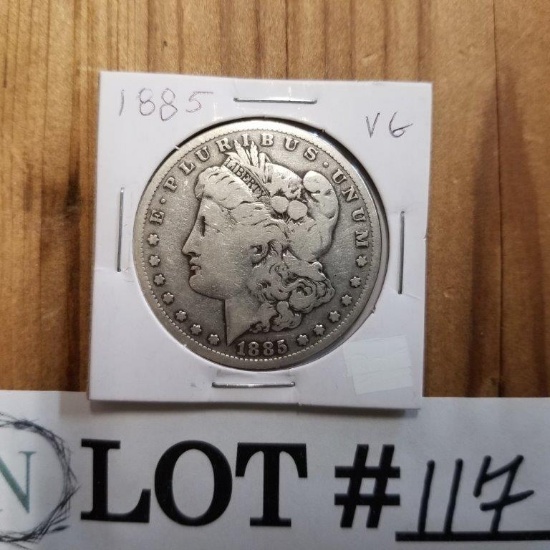 1885
VG
E · PLURIBUS · UNUM
LIBERTY
1885
N
LOT # 117